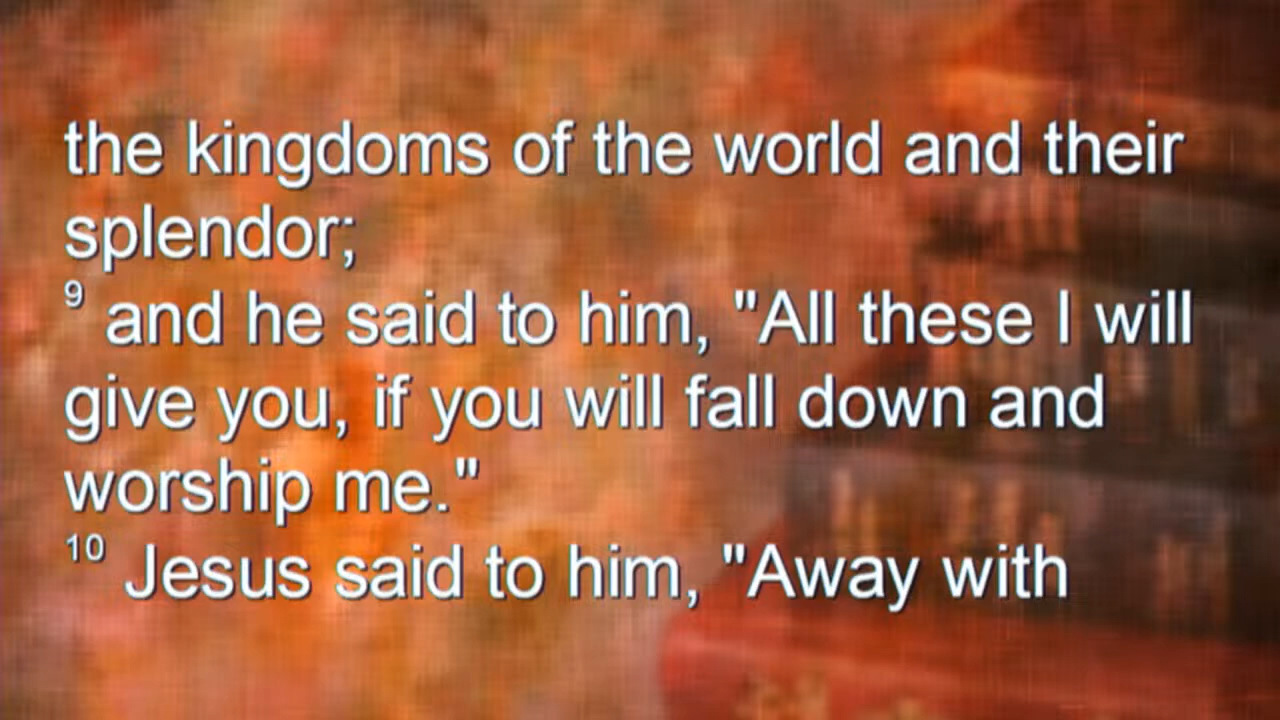 the kingdoms of the world and their
splendor;
9 and he said to him, "All these I will
give you, if you will fall down and
worship me."
10 Jesus said to him, "Away with